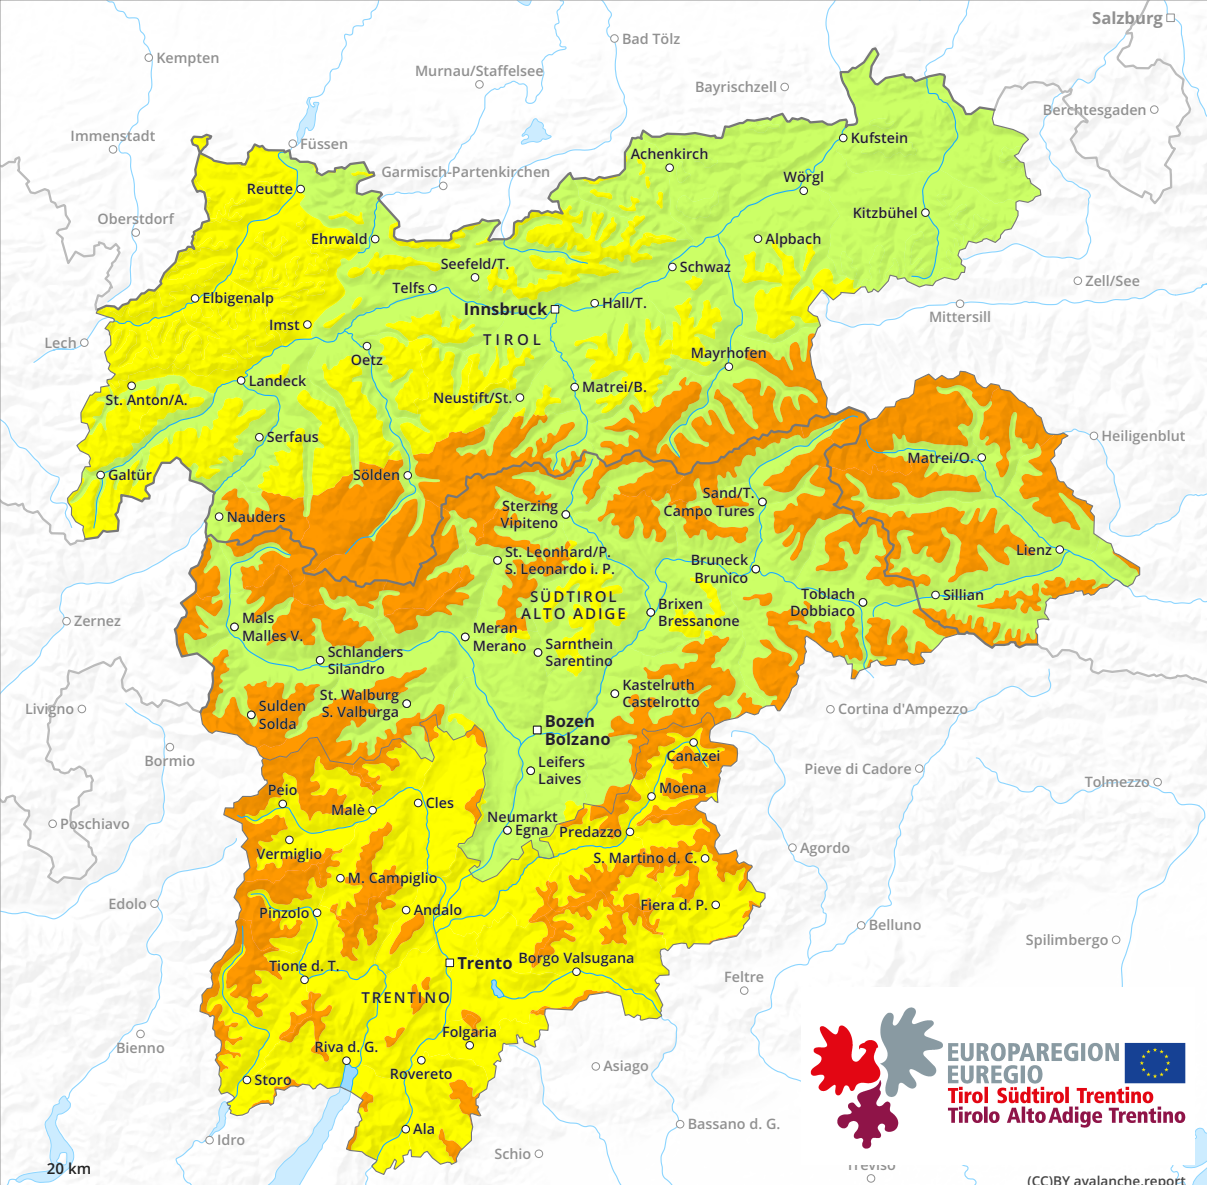 Salzburg
Kempten
Bad Tölz
Murnau/Staffelsee
Bayrischzell
Berchtesgaden
Immenstadt
Füssen
Kufstein
Achenkirch
Garmisch-Partenkirchen
Wörgl
Reutte
Oberstdorf
Kitzbühel
Ehrwald
Alpbach
Seefeld/T.
Schwaz
Zell/See
Telfs
Elbigenalp
Hall/T.
Innsbruck
Mittersill
Imst
TIROL
Lech
Oetz
Mayrhofen
Landeck
Matrei/B.
St. Anton/A.
Neustift/St.
Serfaus
Heiligenblut
Matrei/O.
Galtür
Sölden
Sand/T.
Campo Tures
Sterzing
Vipiteno
Nauders
St. Leonhard/P.
S. Leonardo i. P.
Lienz
Bruneck
Brunico
SÜDTIROL
ALTO ADIGE
Toblach
Dobbiaco
Sillian
Brixen
Bressanone
Zernez
Mals
Malles V.
Meran
Merano
Sarnthein
Sarentino
Schlanders
Silandro
Kastelruth
Castelrotto
St. Walburg
S. Valburga
Sulden
Solda
Livigno
Cortina d'Ampezzo
Bozen
Bolzano
Canazei
Bormio
Leifers
Laives
Pieve di Cadore
Tolmezzo
Peio
Moena
Malè
Cles
Neumarkt
Egna
Predazzo
Poschiavo
Vermiglio
Agordo
S. Martino d. C.
M. Campiglio
Edolo
Pinzolo
Andalo
Fiera d. P.
Belluno
Spilimbergo
Trento
Borgo Valsugana
Tione d. T.
Feltre
TRENTINO
Bienno
Folgaria
Riva d. G.
Rovereto
Asiago
Storo
Bassano d. G.
Ala
Idro
Schio
Treviso
20 km
EUROPAREGION
EUREGIO
Tirol Südtirol Trentino
Tirolo Alto Adige Trentino
(CC)BY avalanche.report